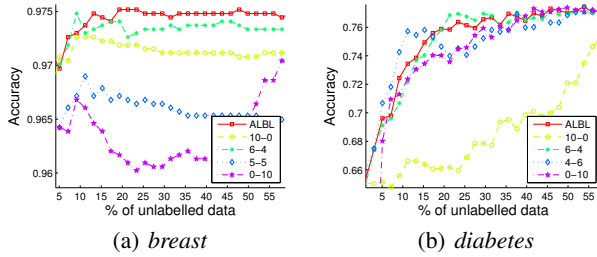 0.975
0.97
0.965
0.96
Accuracy
5 10 15 20 25 30 35 40 45 50 55
% of unlabelled data
ALBL
10−0
6−4
5−5
0−10
(a) breast
0.76
0.74
0.72
0.7
0.68
0.66
Accuracy
5 10 15 20 25 30 35 40 45 50 55
% of unlabelled data
ALBL
10−0
6−4
4−6
0−10
(b) diabetes